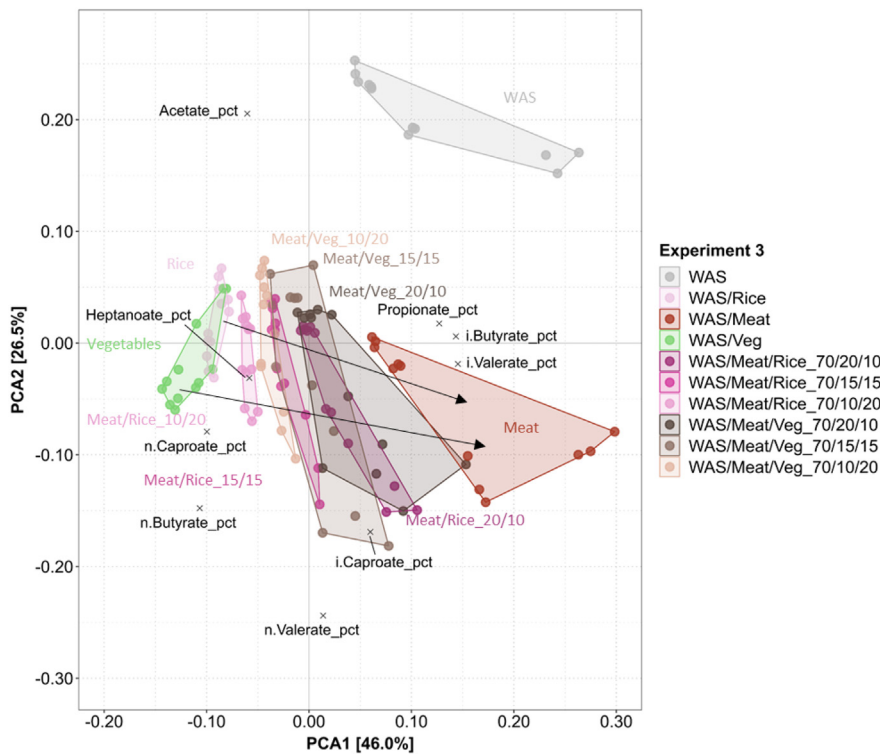 WAS
Acetate_pct
Meat/Veg_10/20
Meat/Veg_15/15
Rice
Meat/Veg_20/10
Propionate_pct
Heptanoate_pct
i.Butyrate_pct
Vegetables
i.Valerate_pct
Meat/Rice_10/20
Meat
n.Caproate_pct
Meat/Rice_15/15
n.Butyrate_pct
Meat/Rice_20/10
i.Caproate_pct
n.Valerate_pct
0.20
0.10
0.00
-0.10
-0.20
-0.30
PCA2 [26.5%]
-0.20 -0.10 0.00 0.10 0.20 0.30
PCA1 [46.0%]
Experiment 3
WAS
WAS/Rice
WAS/Meat
WAS/Veg
WAS/Meat/Rice_70/20/10
WAS/Meat/Rice_70/15/15
WAS/Meat/Rice_70/10/20
WAS/Meat/Veg_70/20/10
WAS/Meat/Veg_70/15/15
WAS/Meat/Veg_70/10/20